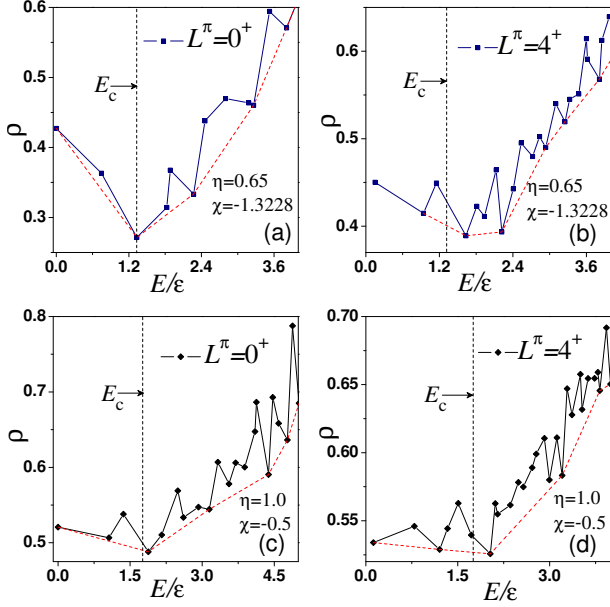 0.6
0.5
0.4
0.3
ρ
L^π=0^+
E_c
η=0.65
χ=-1.3228
(a)
0.0 1.2 2.4 3.6
E/ε
0.6
0.5
0.4
ρ
L^π=4^+
E_c
η=0.65
χ=-1.3228
(b)
0.0 1.2 2.4 3.6
E/ε
0.8
0.7
0.6
0.5
ρ
L^π=0^+
E_c
η=1.0
χ=-0.5
(c)
0.0 1.5 3.0 4.5
E/ε
0.70
0.65
0.60
0.55
ρ
L^π=4^+
E_c
η=1.0
χ=-0.5
(d)
0.0 1.5 3.0
E/ε